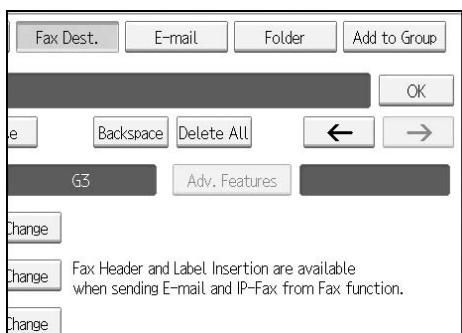 Fax Dest. E-mail Folder Add to Group
OK
Backspace Delete All ← →
G3 Adv. Features
Change
Change Fax Header and Label Insertion are available
when sending E-mail and IP-Fax from Fax function.
Change